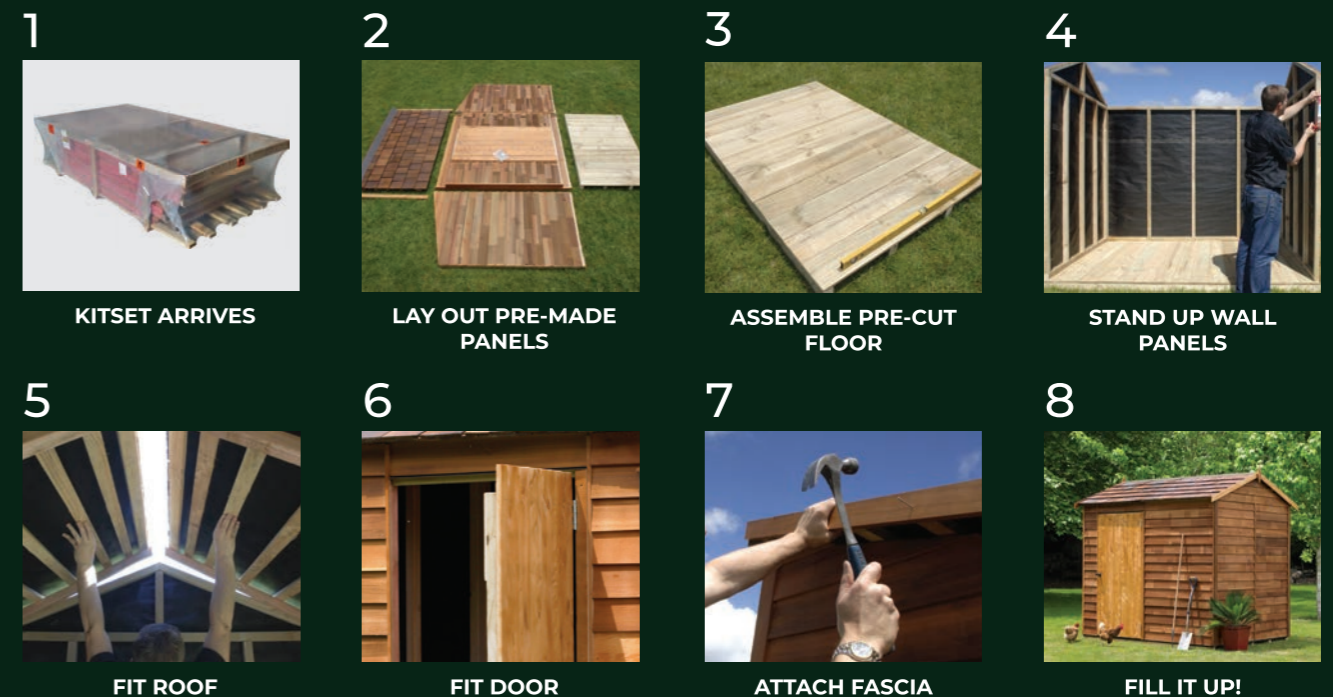 1
2
3
4
KITSET ARRIVES
LAY OUT PRE-MADE
PANELS
ASSEMBLE PRE-CUT
FLOOR
STAND UP WALL
PANELS
5
6
7
8
FIT ROOF
FIT DOOR
ATTACH FASCIA
FILL IT UP!